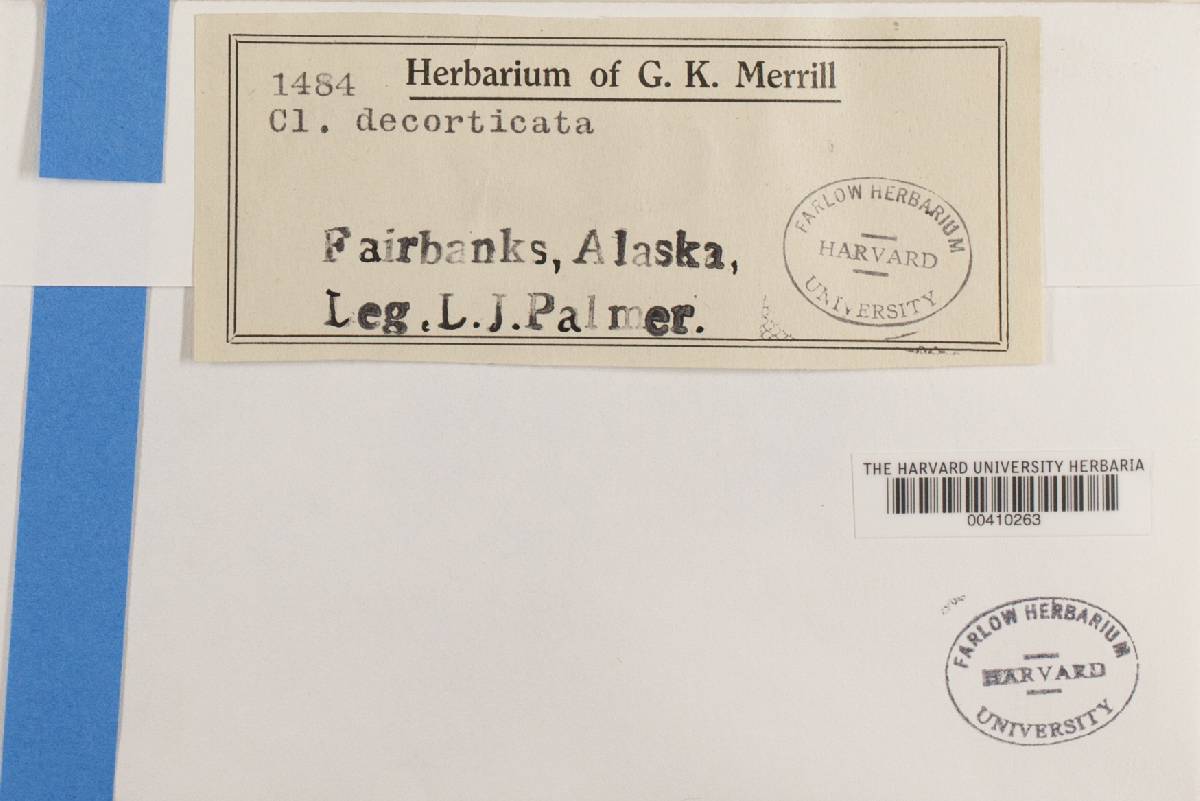 1484 Herbarium of G. K. Merrill
Cl. decorticata
Fairbanks, Alaska,
Leg. L. J. Palmer.
FARLOW HERBARIUM
HARVARD
UNIVERSITY
THE HARVARD UNIVERSITY HERBARIA
00410263
FARLOW HERBARIUM
HARVARD
UNIVERSITY